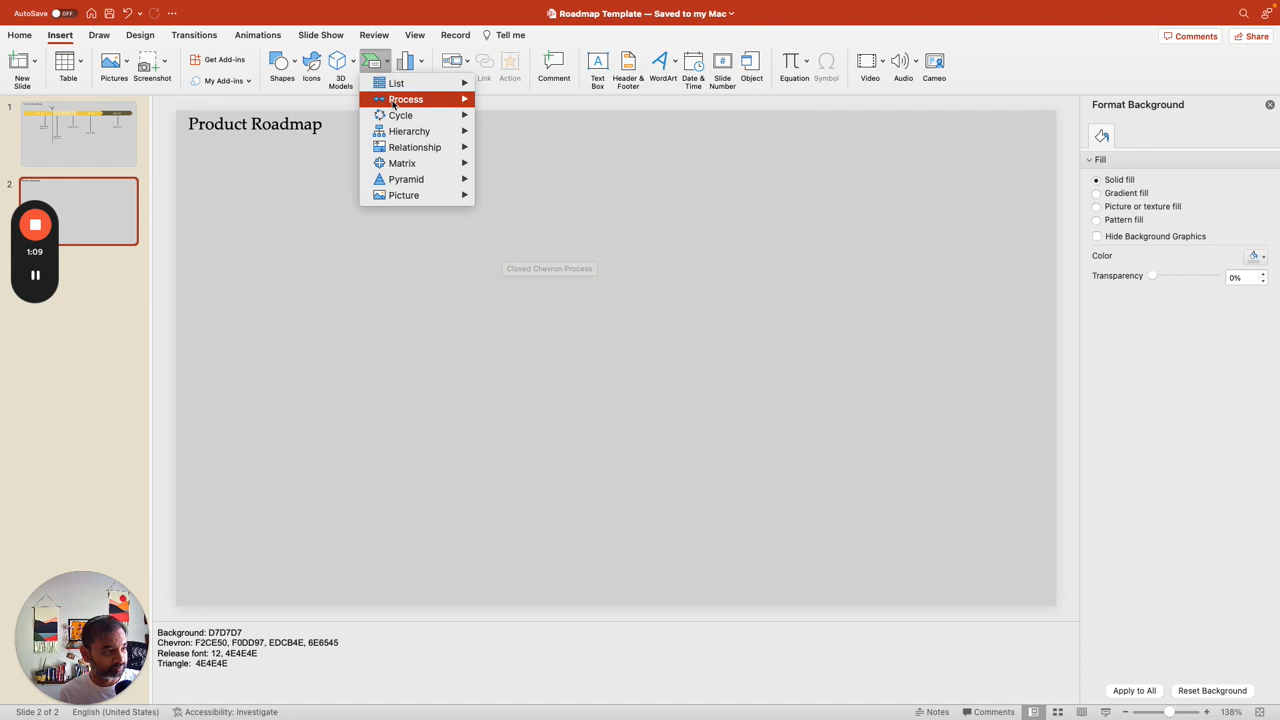 AutoSave OFF
Roadmap Template — Saved to my Mac
Home Insert Draw Design Transitions Animations Slide Show Review View Record Tell me
Comments Share
New Slide
Table
Pictures
Screenshot
Get Add-ins
My Add-ins
Shapes
Icons
3D Models
Link
Action
Comment
Text Box
Header & Footer
WordArt
Date & Time
Slide Number
Object
Equation
Symbol
Video
Audio
Cameo
List
Process
Cycle
Hierarchy
Relationship
Matrix
Pyramid
Picture
Closed Chevron Process
1
2
1:09
Product Roadmap
Format Background
Fill
Solid fill
Gradient fill
Picture or texture fill
Pattern fill
Hide Background Graphics
Color
Transparency 0%
Background: D7D7D7
Chevron: F2CE50, F0DD97, EDCB4E, 6E6545
Release font: 12, 4E4E4E
Triangle: 4E4E4E
Apply to All Reset Background
Slide 2 of 2 English (United States) Accessibility: Investigate Notes Comments 138%